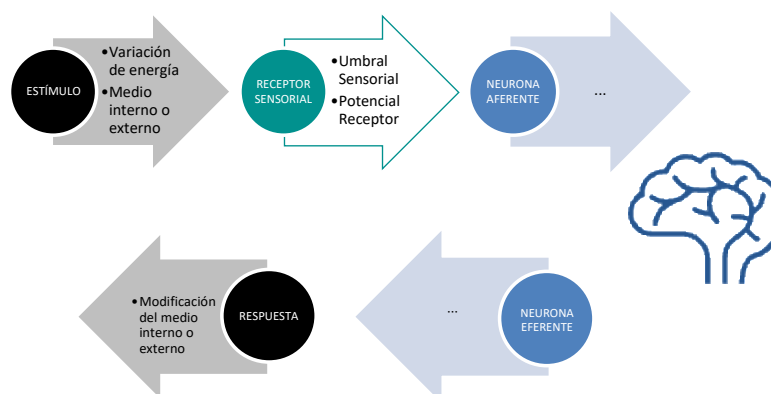 ESTÍMULO
•Variación
de energía
•Medio
interno o
externo
RECEPTOR
SENSORIAL
•Umbral
Sensorial
•Potencial
Receptor
NEURONA
AFERENTE
...
•Modificación
del medio
interno o
externo
RESPUESTA
...
NEURONA
EFERENTE